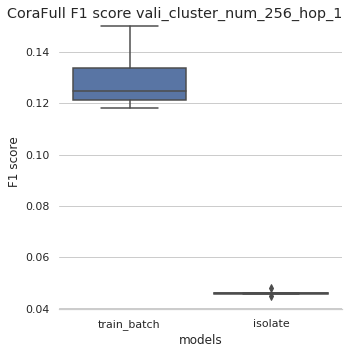 CoraFull F1 score vali_cluster_num_256_hop_1
0.14
0.12
0.10
0.08
0.06
0.04
F1 score
train_batch
isolate
models